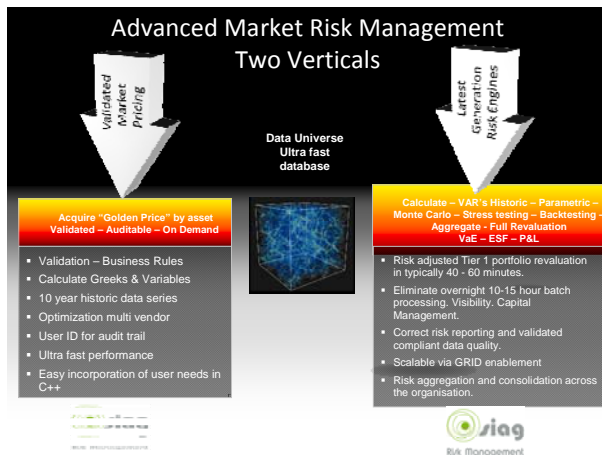 Advanced Market Risk Management
Two Verticals
Validated
Market
Pricing
Latest
Generation
Risk Engines
Data Universe
Ultra fast
database
Acquire “Golden Price” by asset
Validated – Auditable – On Demand
Validation – Business Rules
Calculate Greeks & Variables
10 year historic data series
Optimization multi vendor
User ID for audit trail
Ultra fast performance
Easy incorporation of user needs in
C++
Calculate – VAR's Historic – Parametric –
Monte Carlo – Stress testing – Backtesting –
Aggregate - Full Revaluation
VaE – ESF – P&L
Risk adjusted Tier 1 portfolio revaluation
in typically 40 - 60 minutes.
Eliminate overnight 10-15 hour batch
processing. Visibility. Capital
Management.
Correct risk reporting and validated
compliant data quality.
Scalable via GRID enablement
Risk aggregation and consolidation across
the organisation.
siag
Risk Management